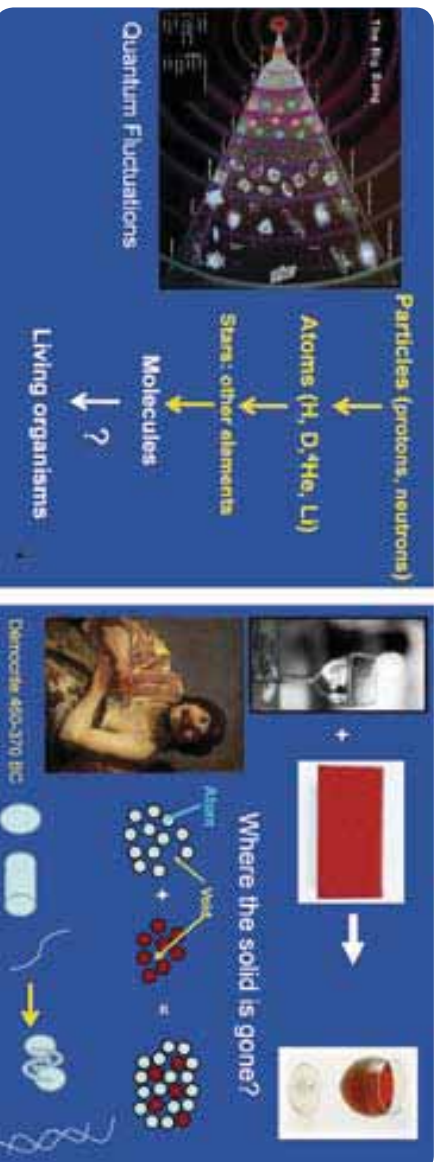 The Big Bang
Quantum Fluctuations
Particles (protons, neutrons)
Atoms (H, D,⁴He, Li)
Stars: other elements
Molecules
?
Living organisms
+
Where the solid is gone?
Atom
Void
+
=
Démocrite 460-370 BC